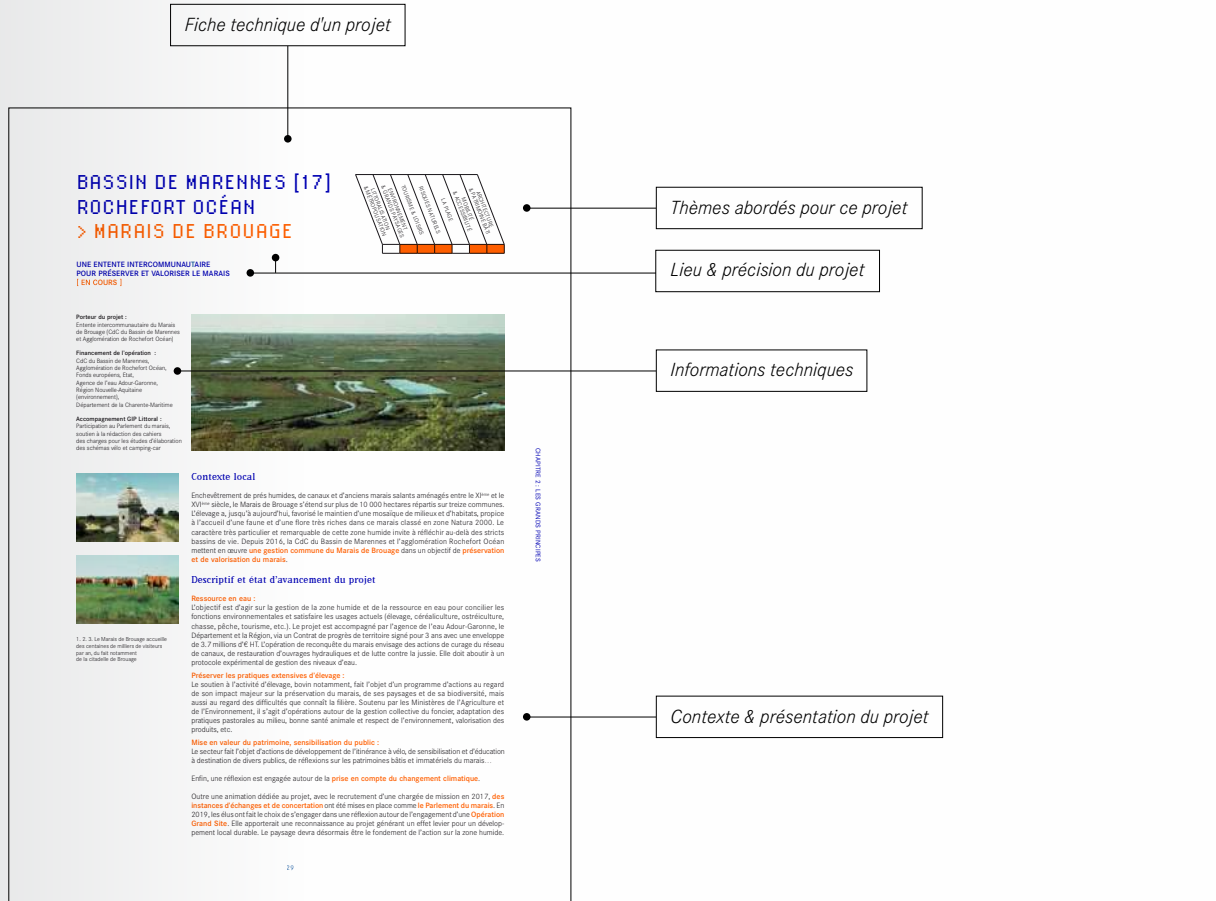 Fiche technique d'un projet
BASSIN DE MARENNES [17]
ROCHEFORT OCÉAN
> MARAIS DE BROUAGE
UNE ENTENTE INTERCOMMUNAUTAIRE
POUR PRÉSERVER ET VALORISER LE MARAIS
[ EN COURS ]
LITTORALISATION
& MÉTROPOLISATION
ENVIRONNEMENT
& GRANDS PAYSAGES
TOURISME & LOISIRS
RISQUES NATURELS
LA PLAGE
MOBILITÉ
& ACCESSIBILITÉ
ARCHITECTURE
& PATRIMOINE BÂTI
Thèmes abordés pour ce projet
Lieu & précision du projet
Informations techniques
Contexte & présentation du projet
Porteur du projet :
Entente intercommunautaire du Marais
de Brouage (CdC du Bassin de Marennes
et Agglomération de Rochefort Océan)
Financement de l'opération :
CdC du Bassin de Marennes,
Agglomération de Rochefort Océan,
Fonds européens, Etat,
Agence de l'eau Adour-Garonne,
Région Nouvelle-Aquitaine
(environnement),
Département de la Charente-Maritime
Accompagnement GIP Littoral :
Participation au Parlement du marais,
soutien à la rédaction des cahiers
des charges pour les études d'élaboration
des schémas vélo et camping-car
1. 2. 3. Le Marais de Brouage accueille
des centaines de milliers de visiteurs
par an, du fait notamment
de la citadelle de Brouage
Contexte local
Enchevêtrement de prés humides, de canaux et d'anciens marais salants aménagés entre le XIème et le
XVIème siècle, le Marais de Brouage s'étend sur plus de 10 000 hectares répartis sur treize communes.
L'élevage a, jusqu'à aujourd'hui, favorisé le maintien d'une mosaïque de milieux et d'habitats, propice
à l'accueil d'une faune et d'une flore très riches dans ce marais classé en zone Natura 2000. Le
caractère très particulier et remarquable de cette zone humide invite à réfléchir au-delà des stricts
bassins de vie. Depuis 2016, la CdC du Bassin de Marennes et l'agglomération Rochefort Océan
mettent en œuvre une gestion commune du Marais de Brouage dans un objectif de préservation
et de valorisation du marais.
Descriptif et état d'avancement du projet
Ressource en eau :
L'objectif est d'agir sur la gestion de la zone humide et de la ressource en eau pour concilier les
fonctions environnementales et satisfaire les usages actuels (élevage, céréaliculture, ostréiculture,
chasse, pêche, tourisme, etc.). Le projet est accompagné par l'agence de l'eau Adour-Garonne, le
Département et la Région, via un Contrat de progrès de territoire signé pour 3 ans avec une enveloppe
de 3.7 millions d'€ HT. L'opération de reconquête du marais envisage des actions de curage du réseau
de canaux, de restauration d'ouvrages hydrauliques et de lutte contre la jussie. Elle doit aboutir à un
protocole expérimental de gestion des niveaux d'eau.
Préserver les pratiques extensives d'élevage :
Le soutien à l'activité d'élevage, bovin notamment, fait l'objet d'un programme d'actions au regard
de son impact majeur sur la préservation du marais, de ses paysages et de sa biodiversité, mais
aussi au regard des difficultés que connaît la filière. Soutenu par les Ministères de l'Agriculture et
de l'Environnement, il s'agit d'opérations autour de la gestion collective du foncier, adaptation des
pratiques pastorales au milieu, bonne santé animale et respect de l'environnement, valorisation des
produits, etc.
Mise en valeur du patrimoine, sensibilisation du public :
Le secteur fait l'objet d'actions de développement de l'itinérance à vélo, de sensibilisation et d'éducation
à destination de divers publics, de réflexions sur les patrimoines bâtis et immatériels du marais...
Enfin, une réflexion est engagée autour de la prise en compte du changement climatique.
Outre une animation dédiée au projet, avec le recrutement d'une chargée de mission en 2017, des
instances d'échanges et de concertation ont été mises en place comme le Parlement du marais. En
2019, les élus ont fait le choix de s'engager dans une réflexion autour de l'engagement d'une Opération
Grand Site. Elle apporterait une reconnaissance au projet générant un effet levier pour un dévelop-
pement local durable. Le paysage devra désormais être le fondement de l'action sur la zone humide.
CHAPITRE 2 : LES GRANDS PRINCIPES
29